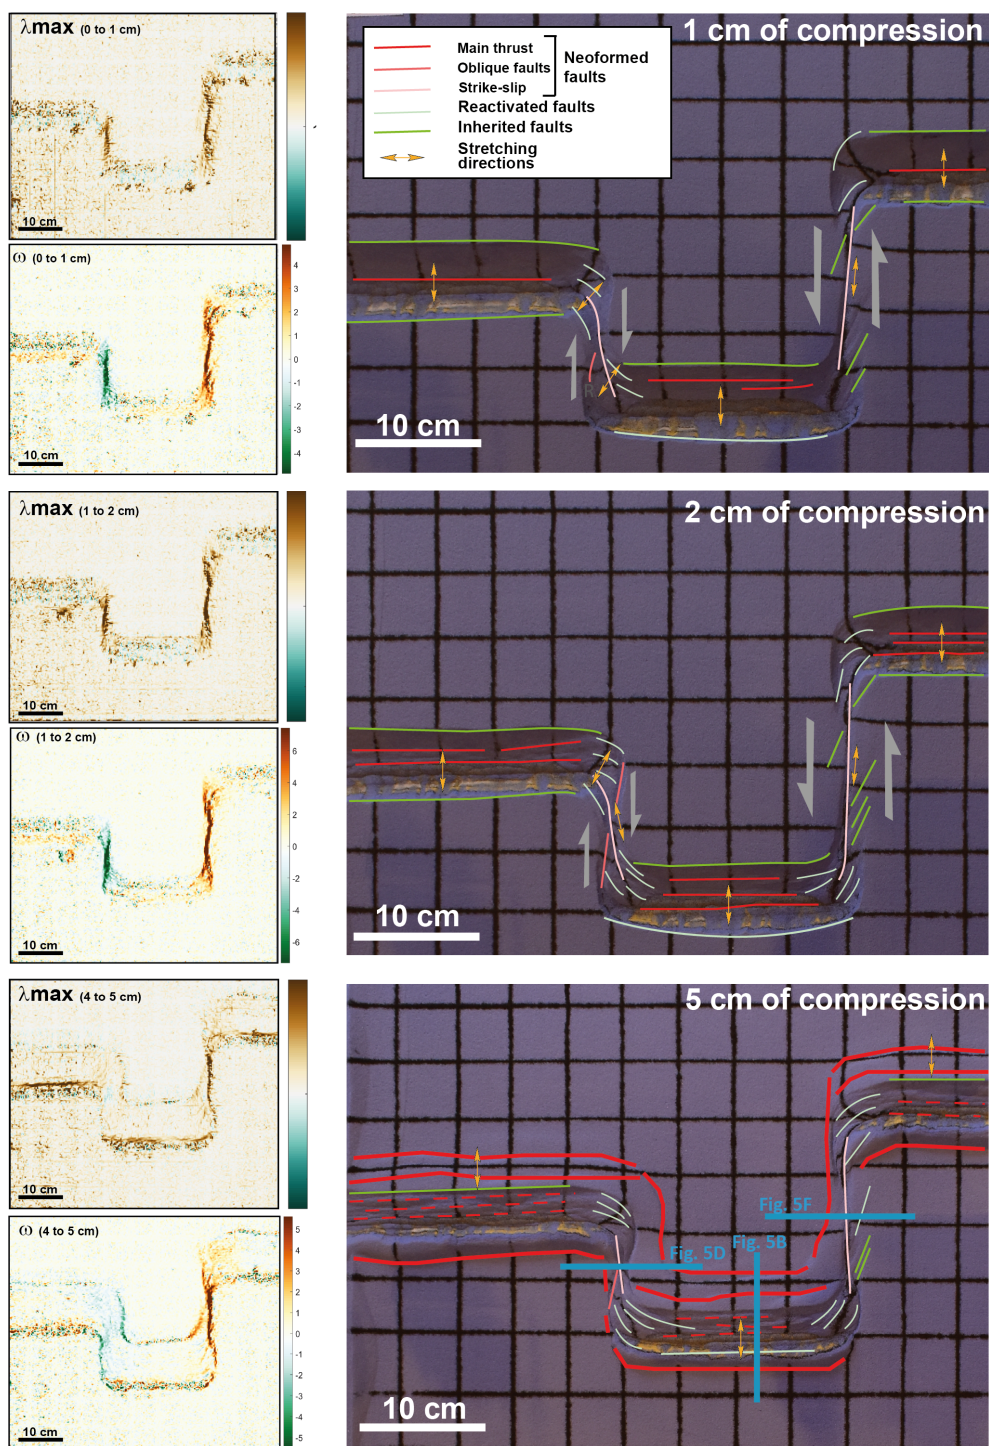 λmax (0 to 1 cm)
10 cm
ω (0 to 1 cm)
4
3
2
1
0
-1
-2
-3
-4
10 cm
1 cm of compression
Main thrust
Oblique faults
Strike-slip
Neoformed
faults
Reactivated faults
Inherited faults
Stretching
directions
R
10 cm
λmax (1 to 2 cm)
10 cm
ω (1 to 2 cm)
6
4
2
0
-2
-4
-6
10 cm
2 cm of compression
10 cm
λmax (4 to 5 cm)
10 cm
ω (4 to 5 cm)
5
4
3
2
1
0
-1
-2
-3
-4
-5
10 cm
5 cm of compression
Fig. 5F
Fig. 5D
Fig. 5B
10 cm